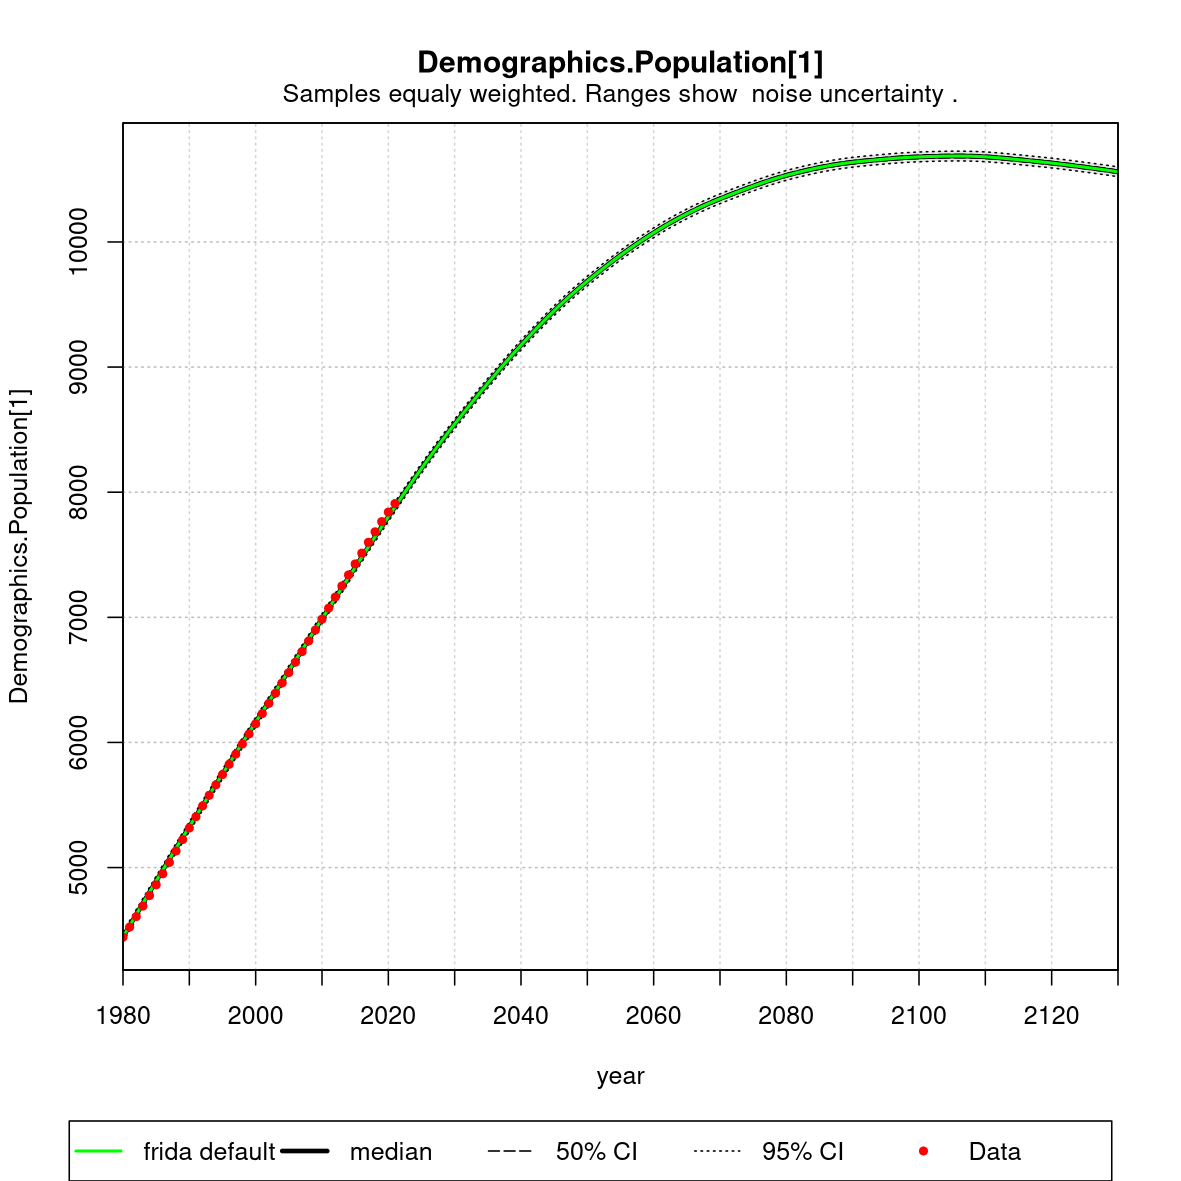 Demographics.Population[1]
Samples equaly weighted. Ranges show  noise uncertainty .
Demographics.Population[1]
10000
9000
8000
7000
6000
5000
1980 2000 2020 2040 2060 2080 2100 2120
year
frida default median 50% CI 95% CI Data